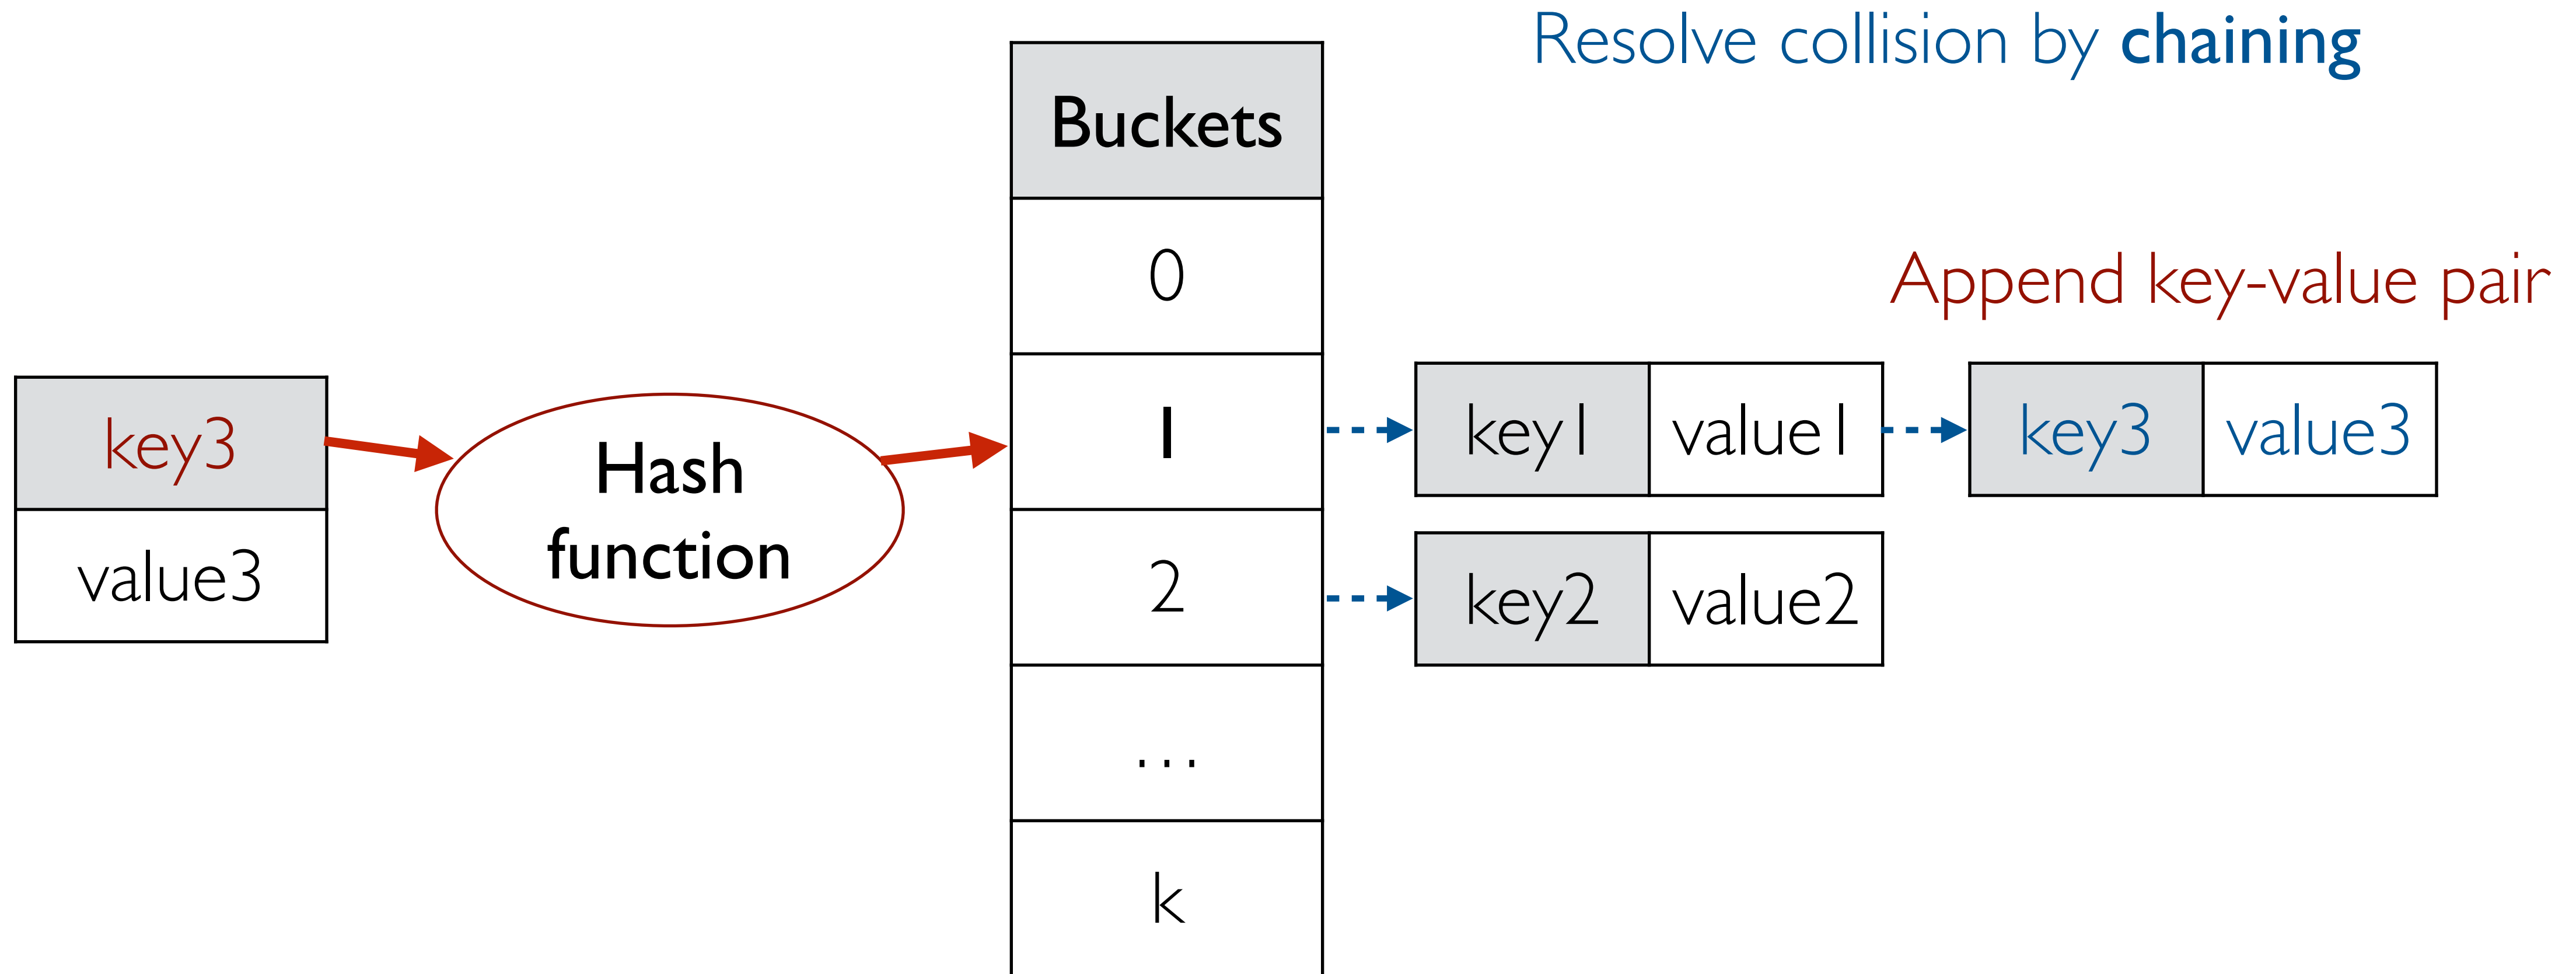 Resolve collision by chaining
Buckets
0
Append key-value pair
key3
value3
Hash
function
1
key1 value1
key3 value3
2
key2 value2
...
k